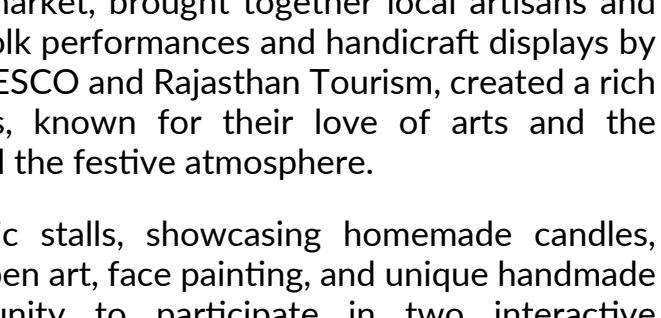 market, brought together local artisans and
folk performances and handicraft displays by
ESCO and Rajasthan Tourism, created a rich
s, known for their love of arts and the
the festive atmosphere.
ic stalls, showcasing homemade candles,
pen art, face painting, and unique handmade
unity to participate in two interactive